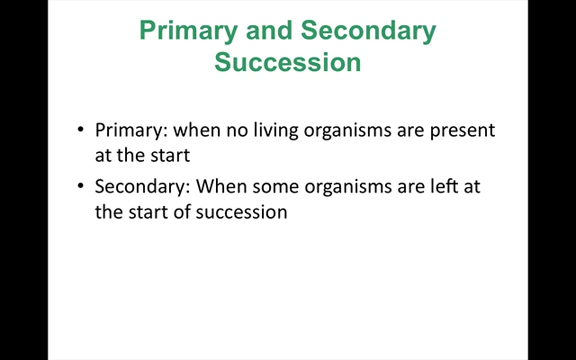 Primary and Secondary
Succession
• Primary: when no living organisms are present
at the start
• Secondary: When some organisms are left at
the start of succession